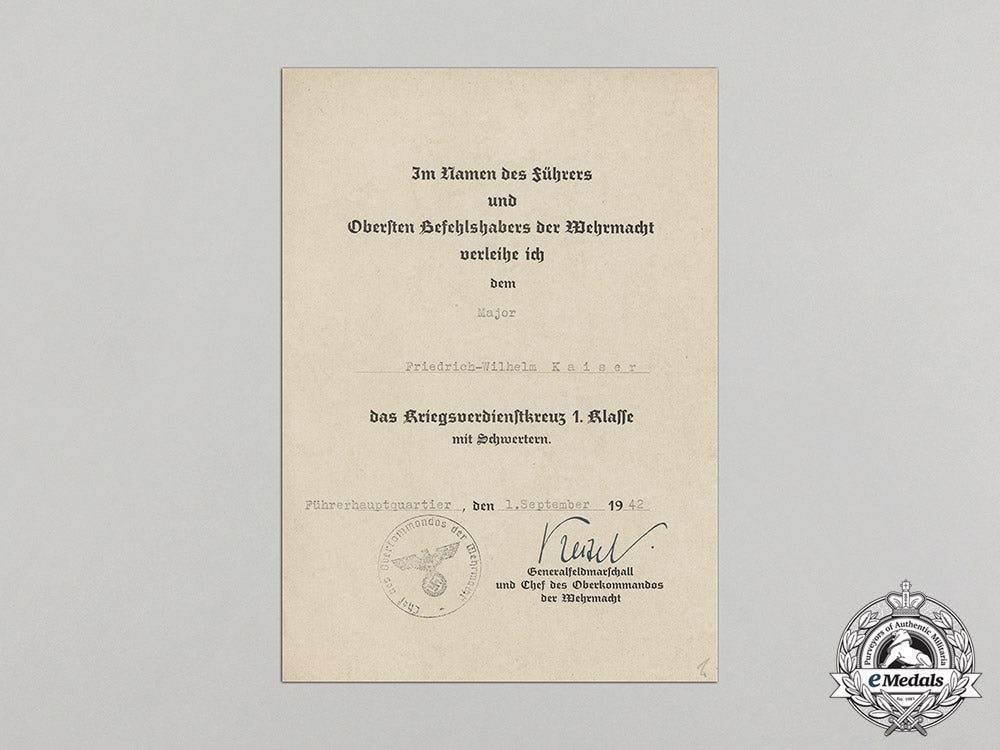 Im Namen des Führers
und
Obersten Befehlshabers der Wehrmacht
verleihe ich
dem
Major
Friedrich-Wilhelm K a i s e r
das Kriegsverdienstkreuz 1. Klasse
mit Schwertern.
Führerhauptquartier, den 1.September 1942
Chef des Oberkommandos der Wehrmacht
Keitel
Generalfeldmarschall
und Chef des Oberkommandos
der Wehrmacht
Purveyors of Authentic Militaria
eMedals